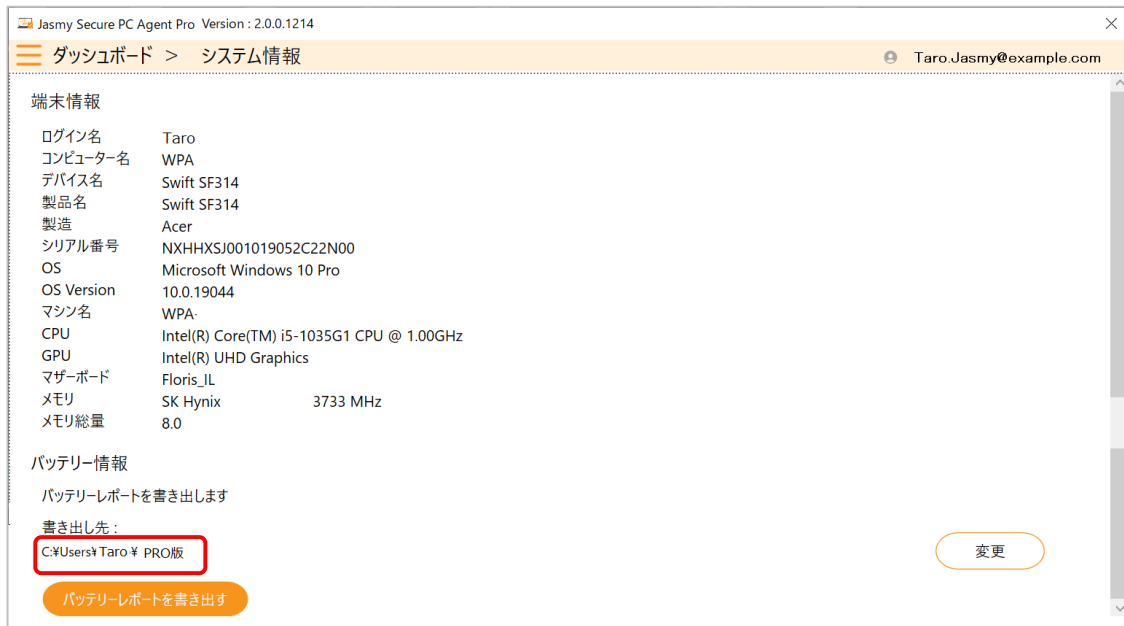 Jasmy Secure PC Agent Pro Version : 2.0.0.1214
ダッシュボード > システム情報 Taro.Jasmy@example.com
端末情報
ログイン名 Taro
コンピューター名 WPA
デバイス名 Swift SF314
製品名 Swift SF314
製造 Acer
シリアル番号 NXHHXSJ001019052C22N00
OS Microsoft Windows 10 Pro
OS Version 10.0.19044
マシン名 WPA-
CPU Intel(R) Core(TM) i5-1035G1 CPU @ 1.00GHz
GPU Intel(R) UHD Graphics
マザーボード Floris_IL
メモリ SK Hynix 3733 MHz
メモリ総量 8.0
バッテリー情報
バッテリーレポートを書き出します
書き出し先 :
C:¥Users¥Taro¥ PRO版 変更
バッテリーレポートを書き出す